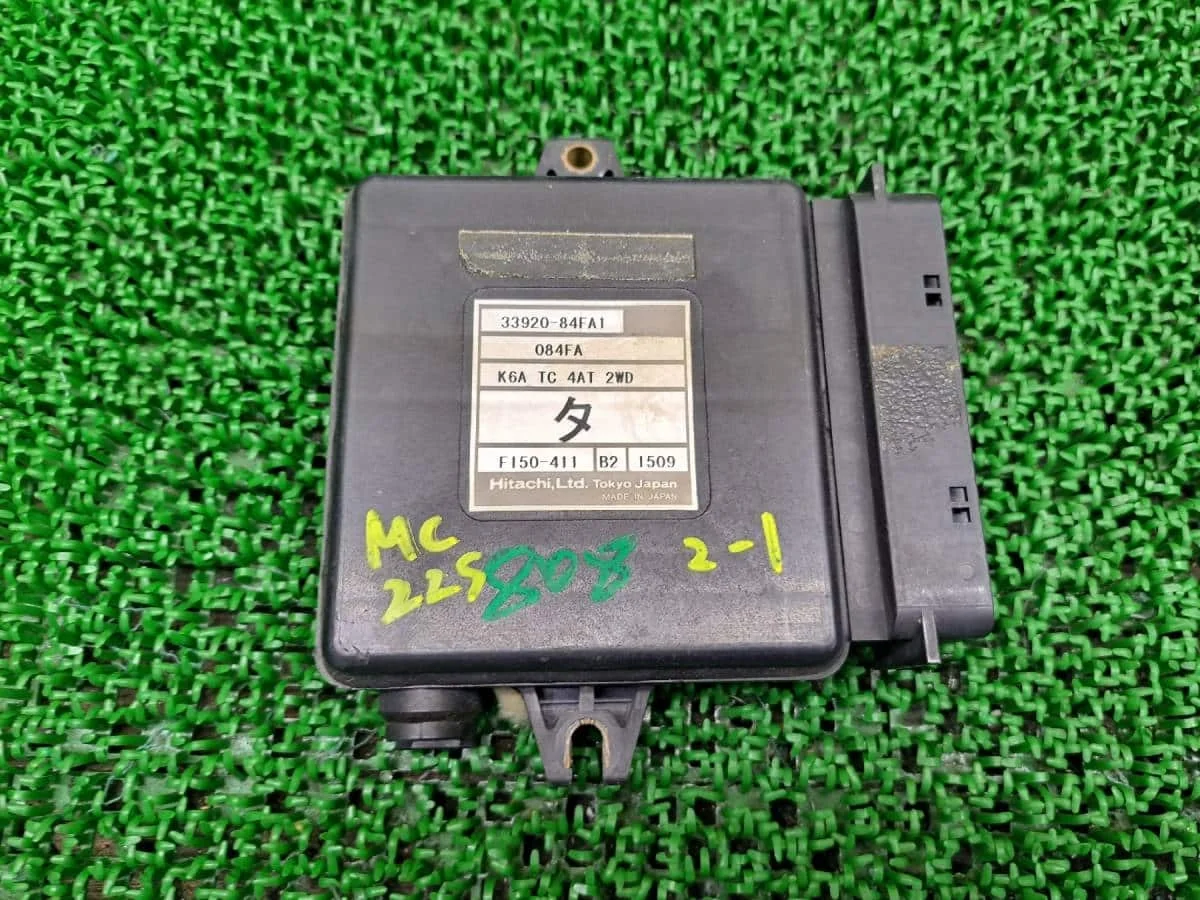 33920-84FA1
084FA
K6A TC 4AT 2WD
タ
F150-411 B2 1509
Hitachi,Ltd. Tokyo Japan
MADE IN JAPAN
MC
22S 808 2-1